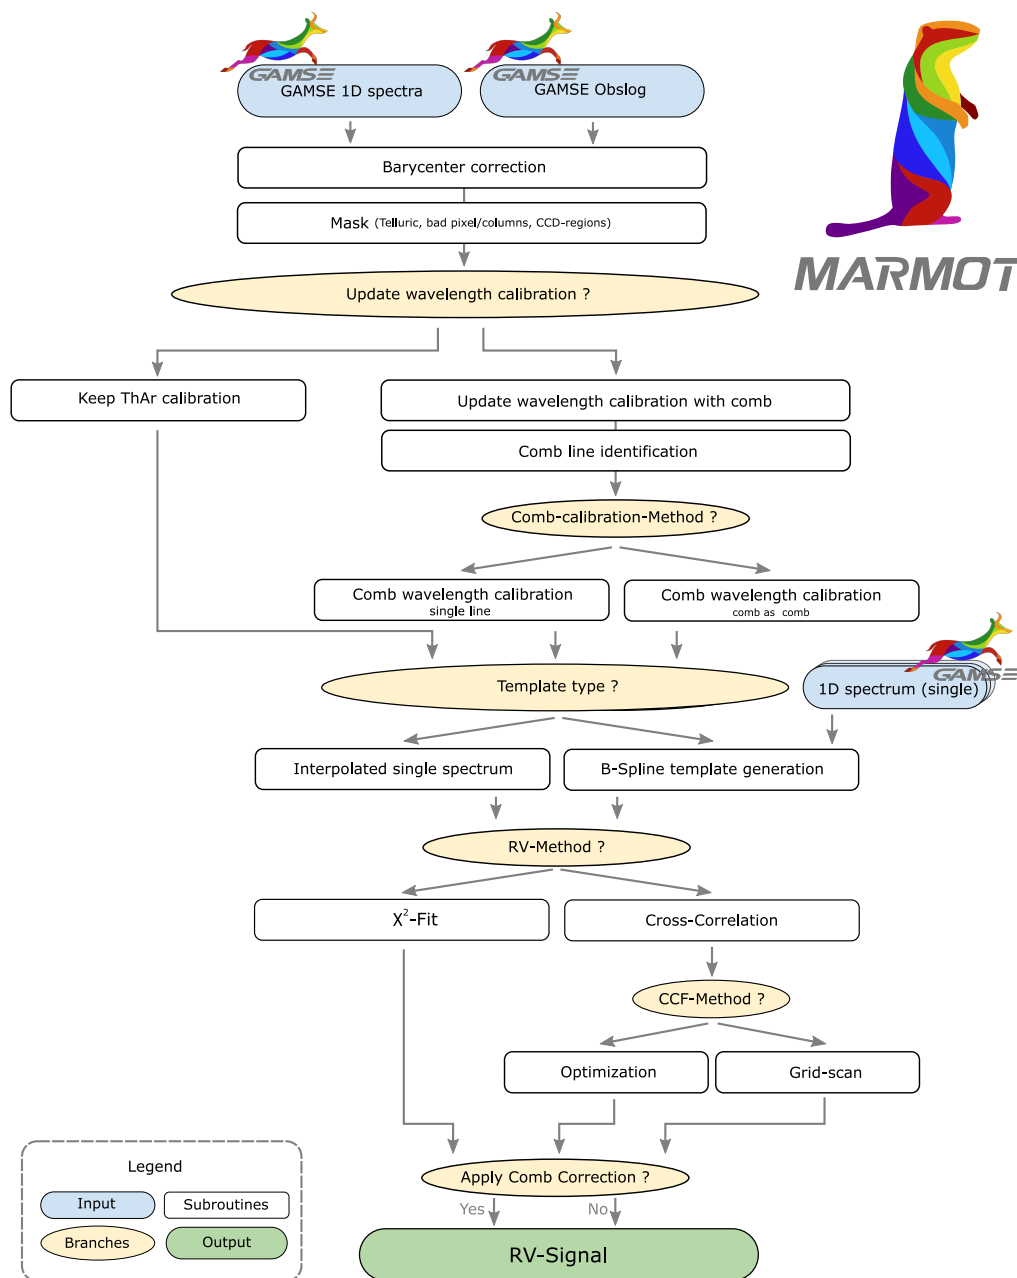 GAMSE
GAMSE
GAMSE 1D spectra
GAMSE Obslog
Barycenter correction
Mask (Telluric, bad pixel/columns, CCD-regions)
MARMOT
Update wavelength calibration ?
Keep ThAr calibration
Update wavelength calibration with comb
Comb line identification
Comb-calibration-Method ?
Comb wavelength calibration
single line
Comb wavelength calibration
comb as comb
GAMSE
Template type ?
1D spectrum (single)
Interpolated single spectrum
B-Spline template generation
RV-Method ?
X²-Fit
Cross-Correlation
CCF-Method ?
Optimization
Grid-scan
Apply Comb Correction ?
Yes
No
RV-Signal
Legend
Input
Subroutines
Branches
Output